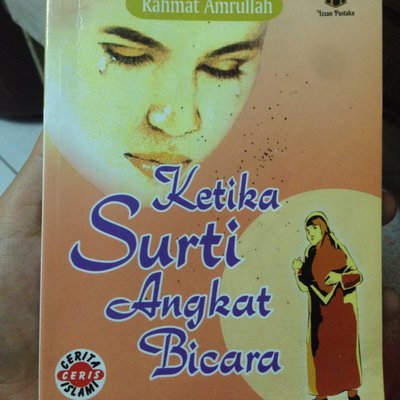 Rahmat Amrullah
'Izzan Pustaka
Ketika
Surti
Angkat
Bicara
CERITA
CERIS
ISLAMI